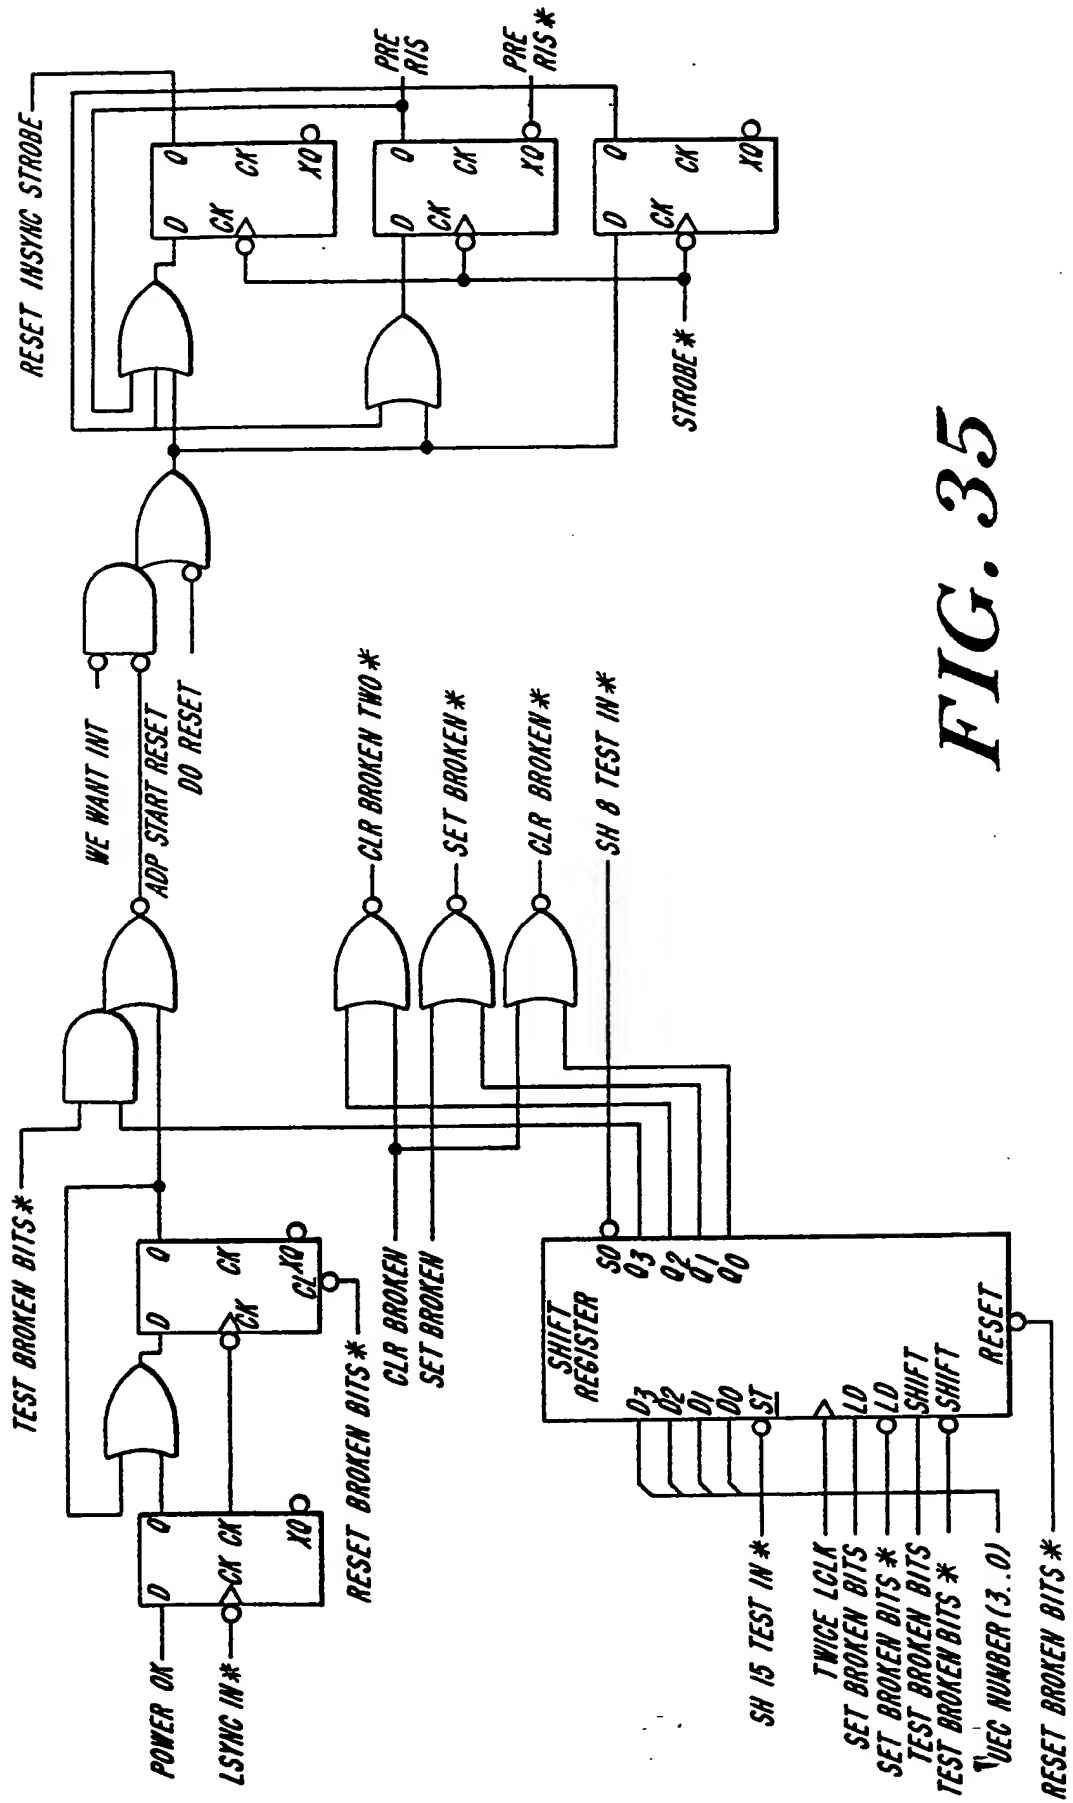 RESET INSYNC STROBE
PRE
RIS
PRE
RIS*
D
Q
CK
CK
XQ
D
Q
CK
CK
XQ
D
Q
CK
CK
XQ
STROBE*
WE WANT INT
ADP START RESET
DO RESET
TEST BROKEN BITS*
POWER OK
LSYNC IN*
D
Q
CK
CK
XQ
D
Q
CK
CK
CL
XQ
RESET BROKEN BITS*
CLR BROKEN
SET BROKEN
CLR BROKEN TWO*
SET BROKEN*
CLR BROKEN*
SH 8 TEST IN*
SHIFT
REGISTER
SO
Q3
Q2
Q1
Q0
D3
D2
D1
D0
ST
LD
LD
SHIFT
SHIFT
RESET
SH 15 TEST IN*
TWICE LCLK
SET BROKEN BITS
SET BROKEN BITS*
TEST BROKEN BITS
TEST BROKEN BITS*
NUMBER (3..0)
RESET BROKEN BITS*
FIG. 35